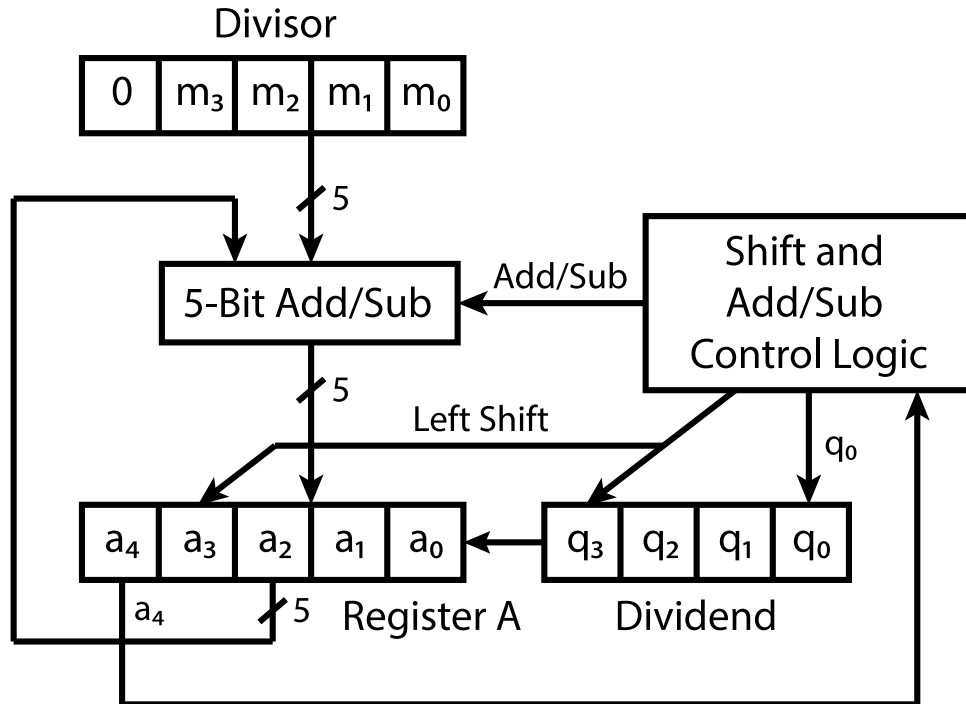 Divisor
0 m₃ m₂ m₁ m₀
5
5-Bit Add/Sub
Add/Sub
Shift and
Add/Sub
Control Logic
5
Left Shift
q₀
a₄ a₃ a₂ a₁ a₀
q₃ q₂ q₁ q₀
a₄
5
Register A
Dividend